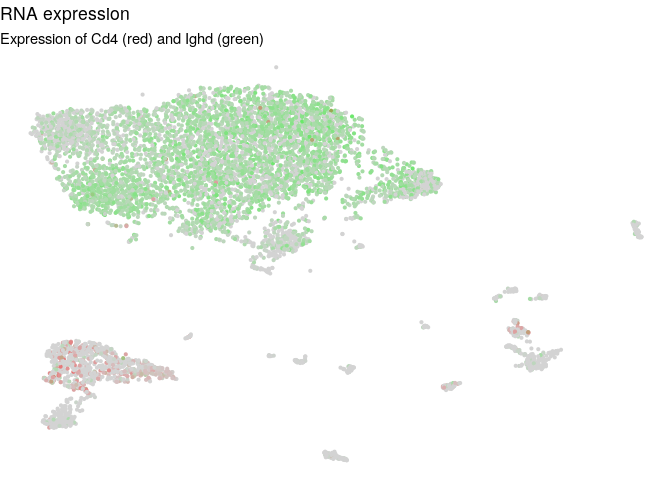 RNA expression
Expression of Cd4 (red) and Ighd (green)